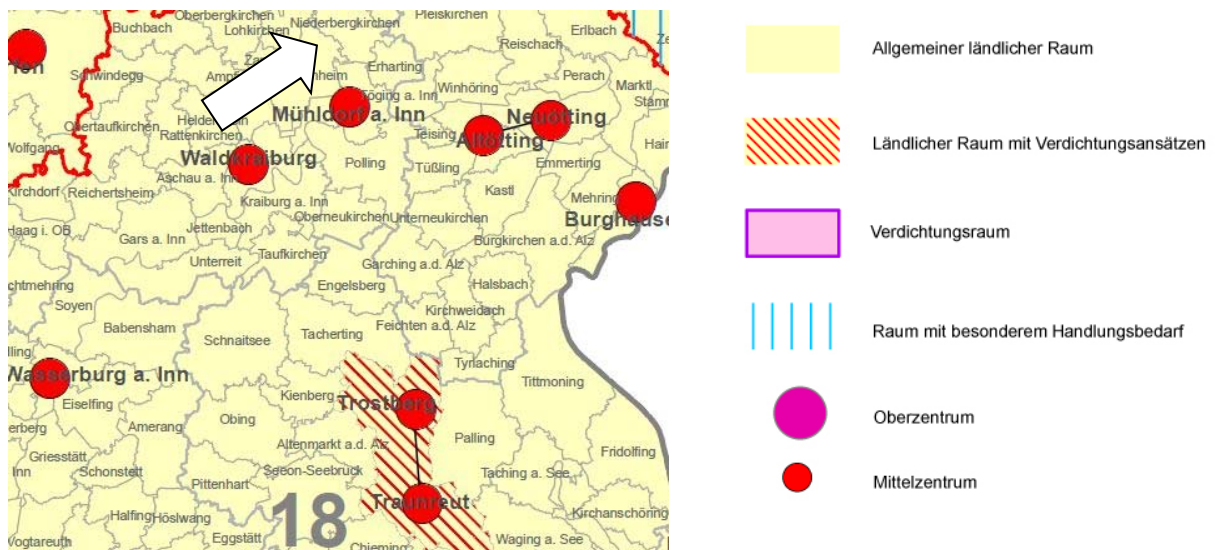 Oberbergkirchen
Niederbergkirchen
Pleiskirchen
Buchbach
Lohkirchen
Erlbach
Reischach
Schwindegg
Erharting
Perach
Marktl
Winhöring
Töging a. Inn
Mühldorf a. Inn
Neuötting
Altötting
Obertaufkirchen
Rattenkirchen
Teising
Waldkraiburg
Polling
Tüßling
Emmerting
Aschau a. Inn
Kirchdorf
Reichertsheim
Kastl
Mehring
Kraiburg a. Inn
Oberneukirchen
Unterneukirchen
Haag i. OB
Jettenbach
Gars a. Inn
Burgkirchen a.d. Alz
Taufkirchen
Unterreit
Garching a.d. Alz
Engelsberg
Halsbach
Soyen
Kirchweidach
Babensham
Tacherting
Feichten a.d. Alz
Schnaitsee
Tyrlaching
Wasserburg a. Inn
Tittmoning
Kienberg
Trostberg
Eiselfing
Obing
Amerang
Altenmarkt a.d. Alz
Palling
Griesstätt
Fridolfing
Schonstett
Seeon-Seebruck
Taching a. See
Pittenhart
18
Traunreut
Halfing
Höslwang
Kirchanschöring
Vogtareuth
Eggstätt
Chieming
Waging a. See
Allgemeiner ländlicher Raum
Ländlicher Raum mit Verdichtungsansätzen
Verdichtungsraum
Raum mit besonderem Handlungsbedarf
Oberzentrum
Mittelzentrum